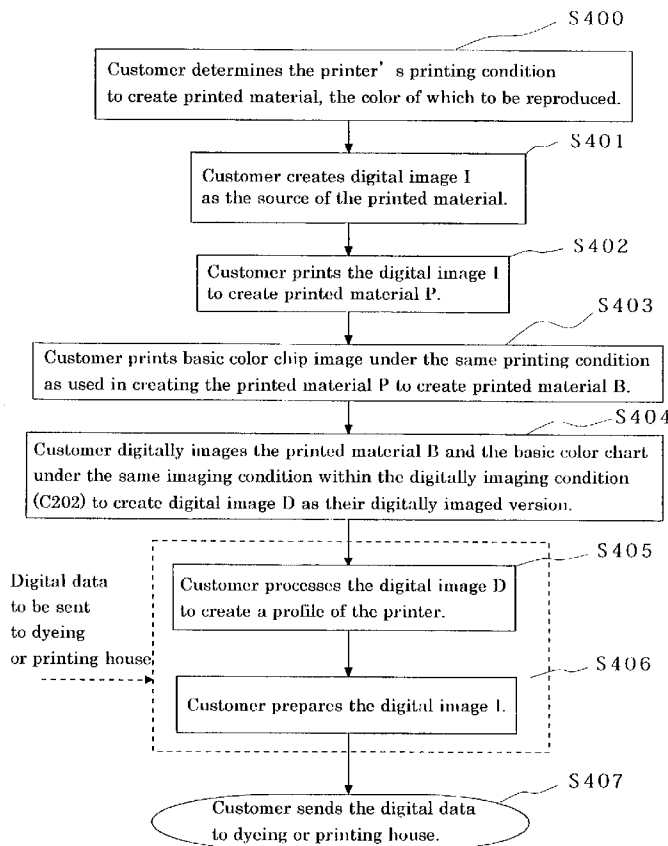 S400
Customer determines the printer's printing condition
to create printed material, the color of which to be reproduced.
S401
Customer creates digital image I
as the source of the printed material.
S402
Customer prints the digital image I
to create printed material P.
S403
Customer prints basic color chip image under the same printing condition
as used in creating the printed material P to create printed material B.
S404
Customer digitally images the printed material B and the basic color chart
under the same imaging condition within the digitally imaging condition
(C202) to create digital image D as their digitally imaged version.
S405
Customer processes the digital image D
to create a profile of the printer.
Digital data
to be sent
to dyeing
or printing house
S406
Customer prepares the digital image I.
S407
Customer sends the digital data
to dyeing or printing house.